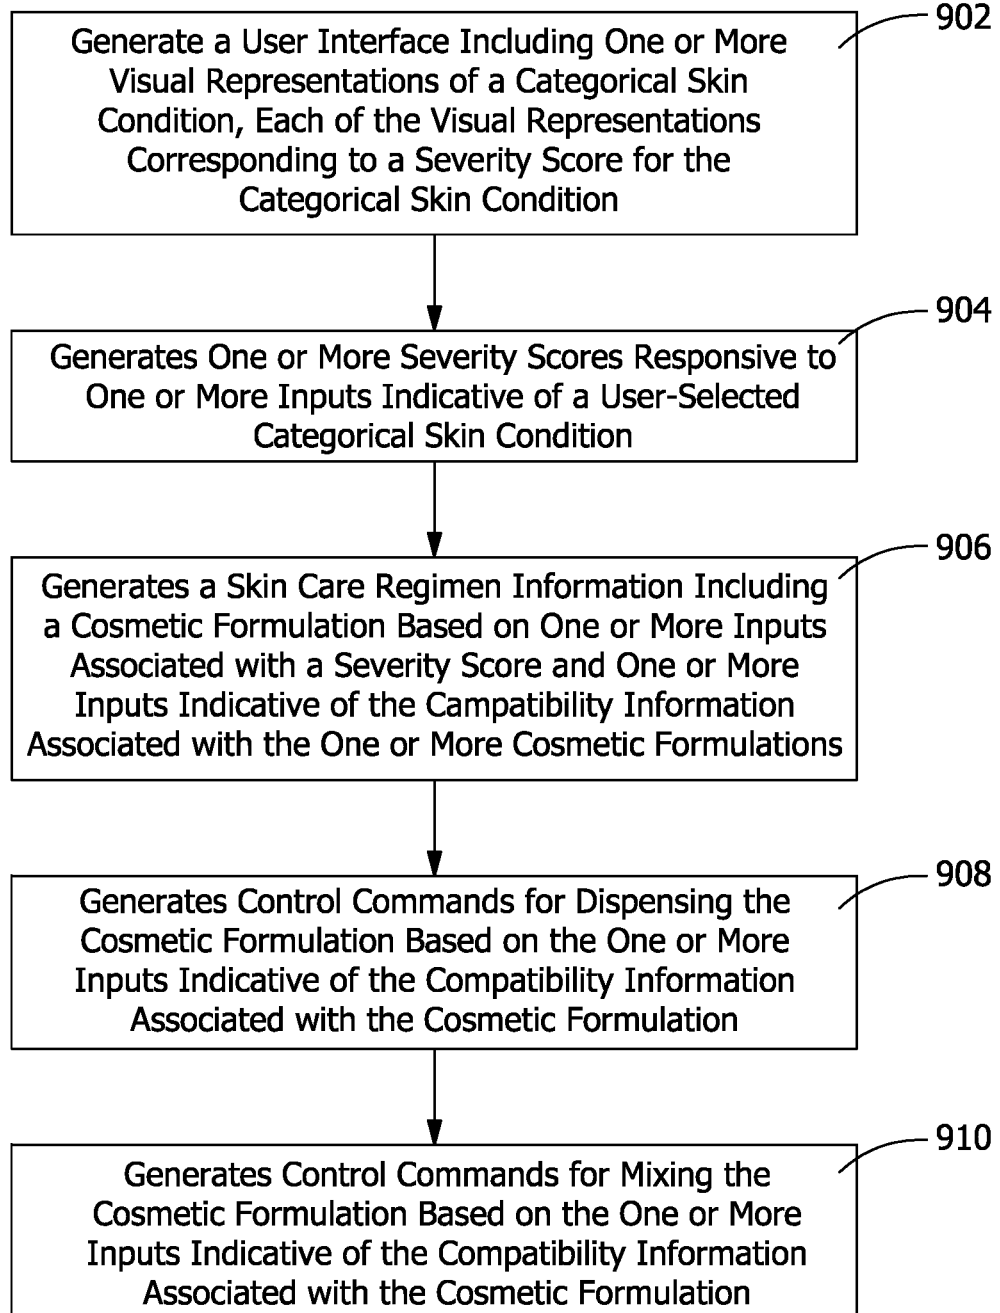 902
Generate a User Interface Including One or More
Visual Representations of a Categorical Skin
Condition, Each of the Visual Representations
Corresponding to a Severity Score for the
Categorical Skin Condition
904
Generates One or More Severity Scores Responsive to
One or More Inputs Indicative of a User-Selected
Categorical Skin Condition
906
Generates a Skin Care Regimen Information Including
a Cosmetic Formulation Based on One or More Inputs
Associated with a Severity Score and One or More
Inputs Indicative of the Campatibility Information
Associated with the One or More Cosmetic Formulations
908
Generates Control Commands for Dispensing the
Cosmetic Formulation Based on the One or More
Inputs Indicative of the Compatibility Information
Associated with the Cosmetic Formulation
910
Generates Control Commands for Mixing the
Cosmetic Formulation Based on the One or More
Inputs Indicative of the Compatibility Information
Associated with the Cosmetic Formulation